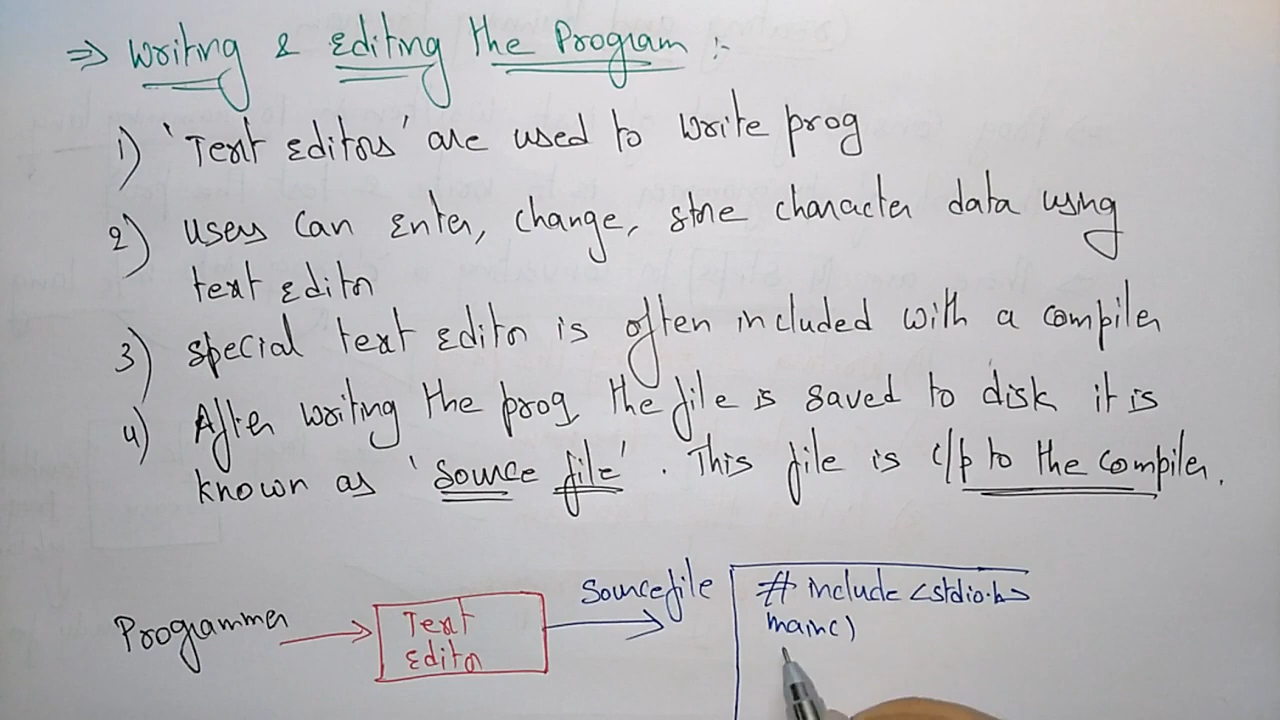 ⇒ Writing & Editing the Program :-
1) 'Text Editors' are used to write prog
2) users can enter, change, store character data using
text editor
3) special text editor is often included with a compiler
4) After writing the prog, the file is saved to disk it is
known as 'source file'. This file is i/p to the compiler.
Programmer → Text Editor → Sourcefile
# include <stdio.h>
main()